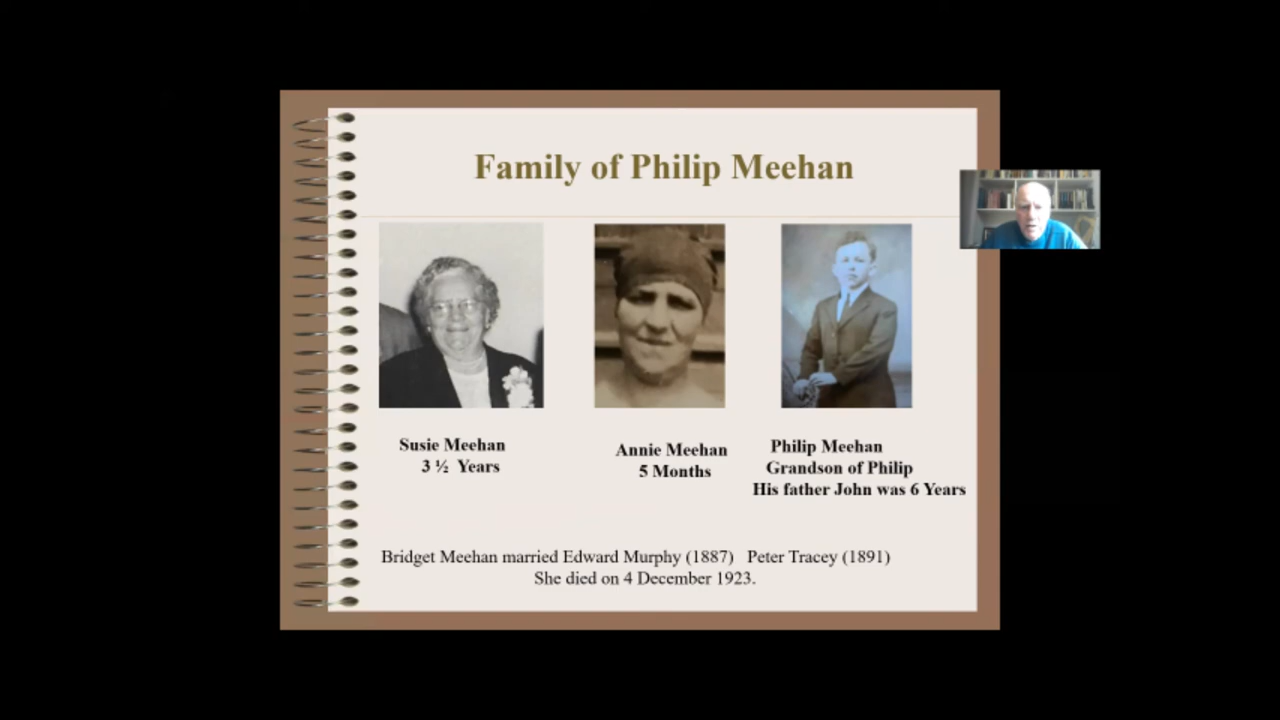 Family of Philip Meehan
Susie Meehan
3 ½ Years
Annie Meehan
5 Months
Philip Meehan
Grandson of Philip
His father John was 6 Years
Bridget Meehan married Edward Murphy (1887) Peter Tracey (1891)
She died on 4 December 1923.